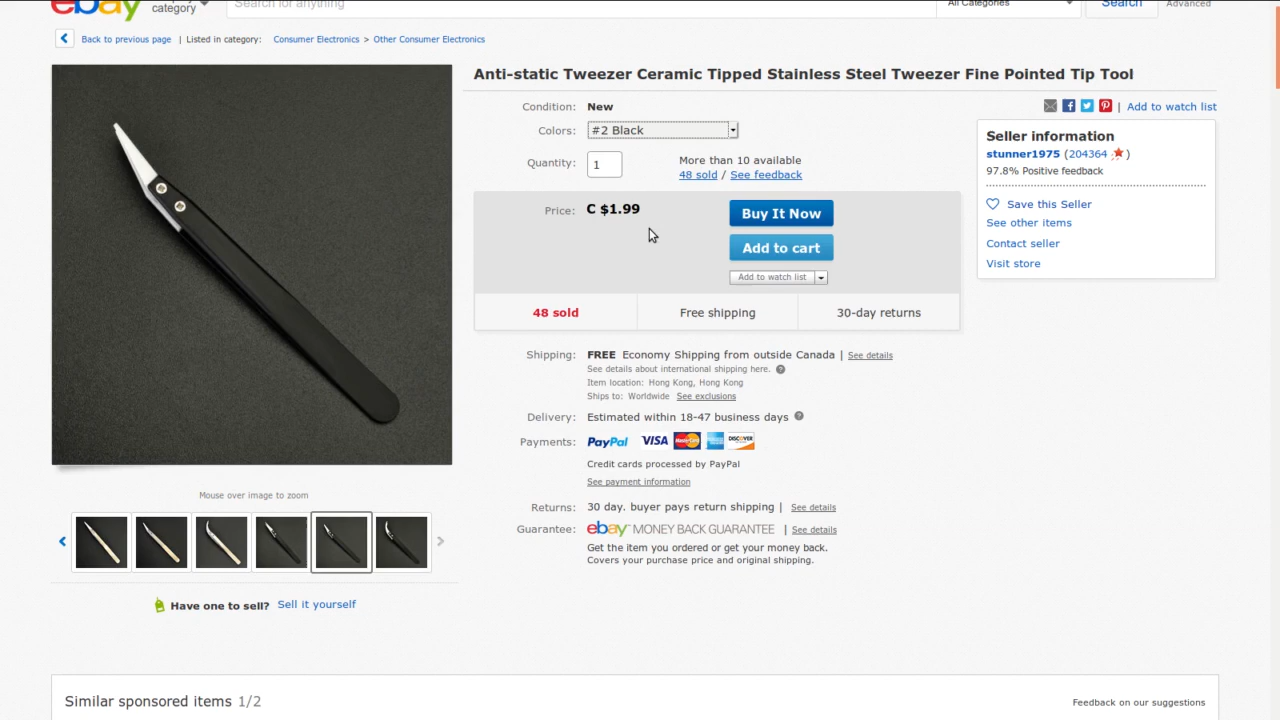 ebay
category
Search for anything
All Categories
Search
Advanced
Back to previous page | Listed in category: Consumer Electronics > Other Consumer Electronics
Anti-static Tweezer Ceramic Tipped Stainless Steel Tweezer Fine Pointed Tip Tool
Condition: New
| Add to watch list
Colors: #2 Black
Quantity: 1
More than 10 available
48 sold / See feedback
Price: C $1.99
Buy It Now
Add to cart
Add to watch list
48 sold
Free shipping
30-day returns
Seller information
stunner1975 (204364 )
97.8% Positive feedback
Save this Seller
See other items
Contact seller
Visit store
Shipping: FREE Economy Shipping from outside Canada | See details
See details about international shipping here. ?
Item location: Hong Kong, Hong Kong
Ships to: Worldwide See exclusions
Delivery: Estimated within 18-47 business days ?
Payments: PayPal VISA MasterCard DISCOVER
Credit cards processed by PayPal
See payment information
Returns: 30 day. buyer pays return shipping | See details
Guarantee: ebay MONEY BACK GUARANTEE | See details
Get the item you ordered or get your money back.
Covers your purchase price and original shipping.
Mouse over image to zoom
Have one to sell? Sell it yourself
Similar sponsored items 1/2
Feedback on our suggestions